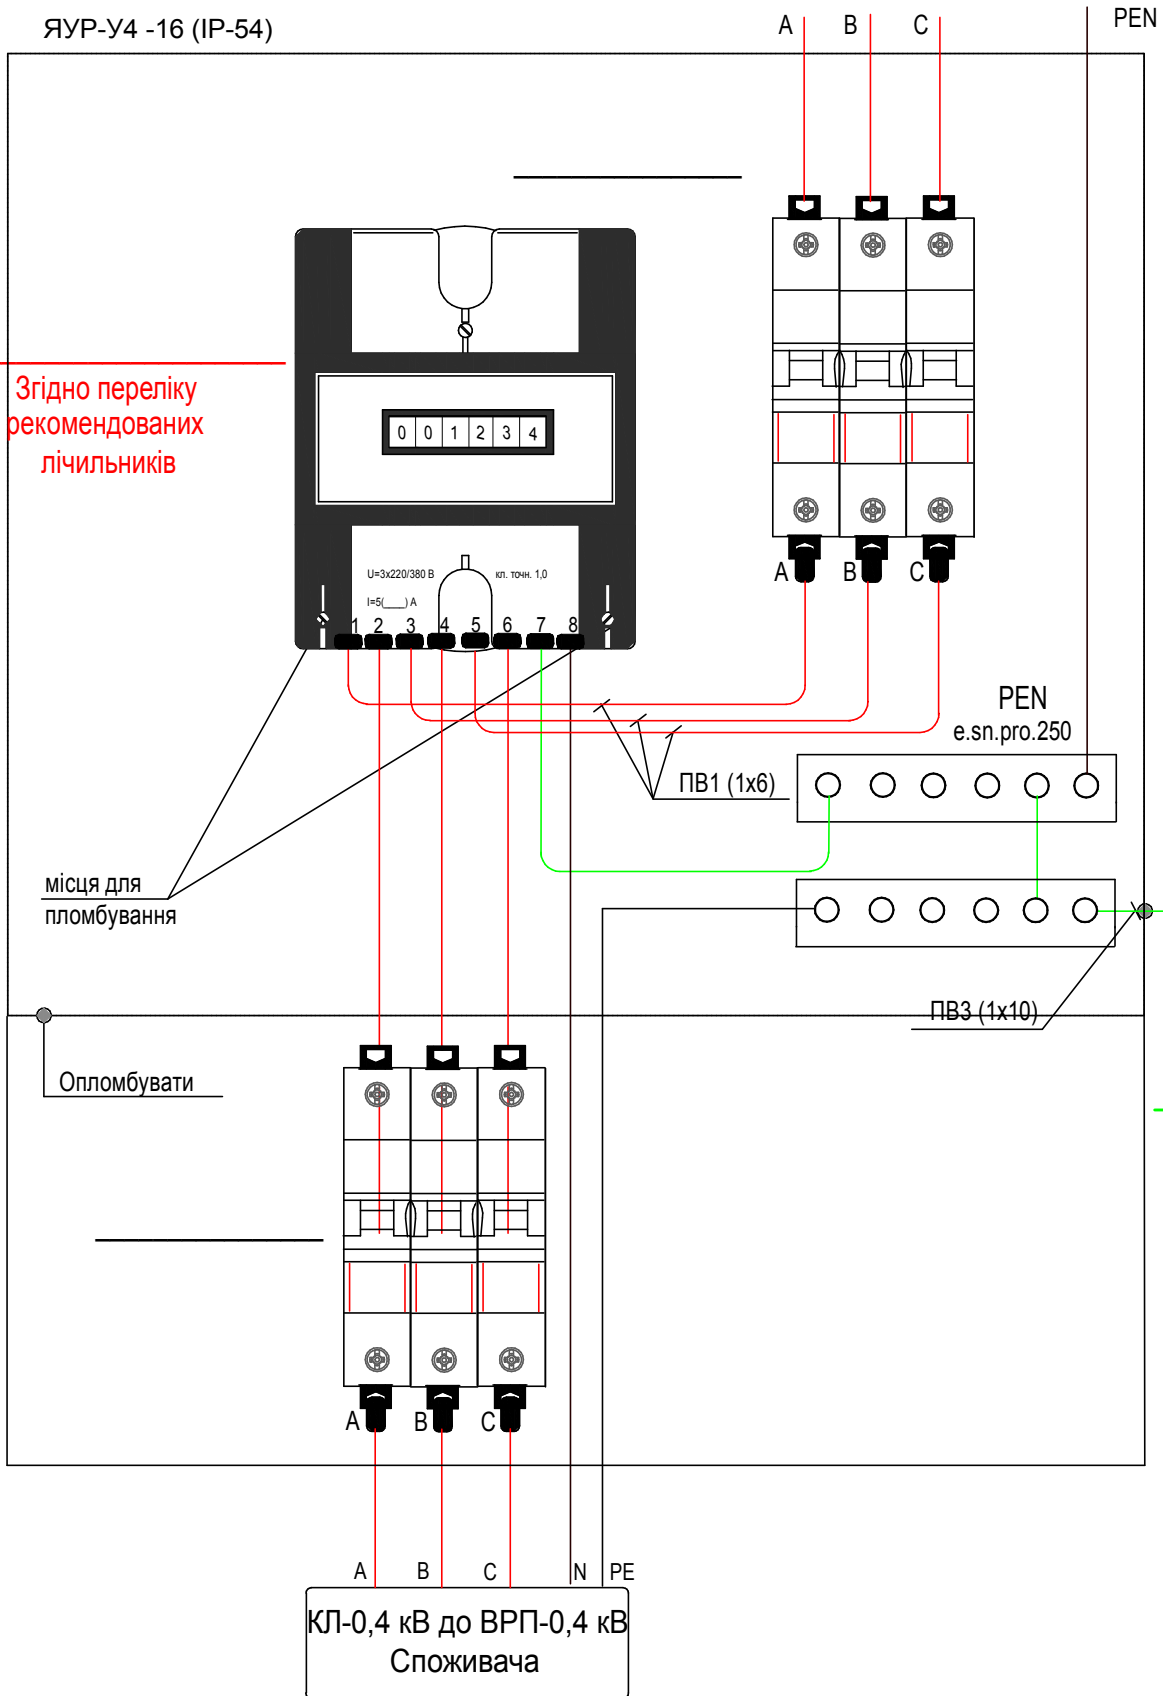 ЯУР-У4 -16 (IP-54)
A B C PEN
Згідно переліку
рекомендованих
лічильників
0 0 1 2 3 4
U=3x220/380 В кл. точн. 1,0
I=5(____) А
1 2 3 4 5 6 7 8
A B C
PEN
e.sn.pro.250
ПВ1 (1х6)
місця для
пломбування
ПВ3 (1х10)
Опломбувати
A B C
A B C N PE
КЛ-0,4 кВ до ВРП-0,4 кВ
Споживача